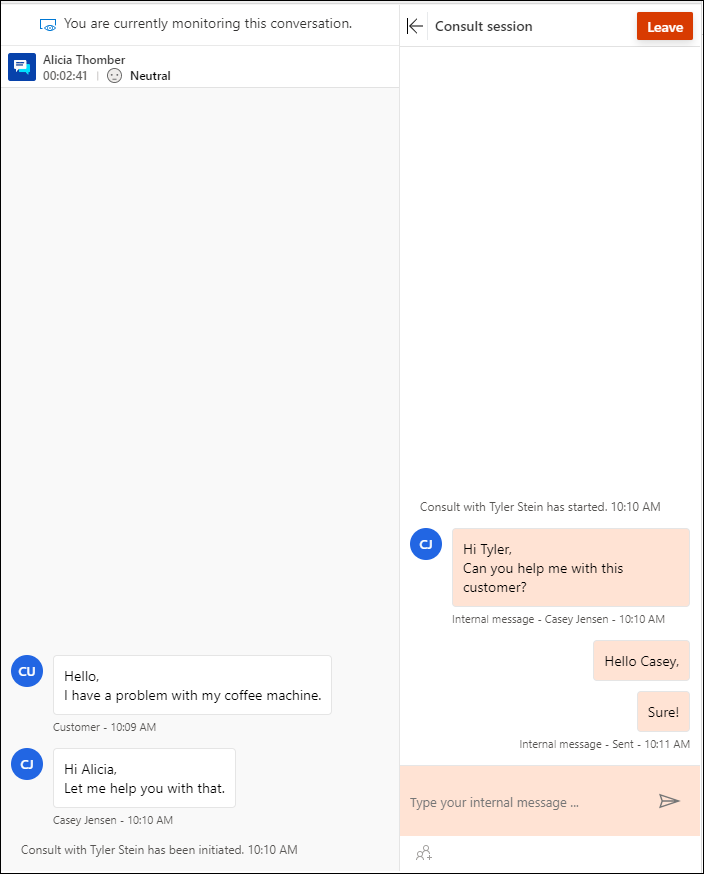 You are currently monitoring this conversation.
Alicia Thomber
00:02:41 | Neutral
CU
Hello,
I have a problem with my coffee machine.
Customer - 10:09 AM
CJ
Hi Alicia,
Let me help you with that.
Casey Jensen - 10:10 AM
Consult with Tyler Stein has been initiated. 10:10 AM
Consult session
Leave
Consult with Tyler Stein has started. 10:10 AM
CJ
Hi Tyler,
Can you help me with this
customer?
Internal message - Casey Jensen - 10:10 AM
Hello Casey,
Sure!
Internal message - Sent - 10:11 AM
Type your internal message ...